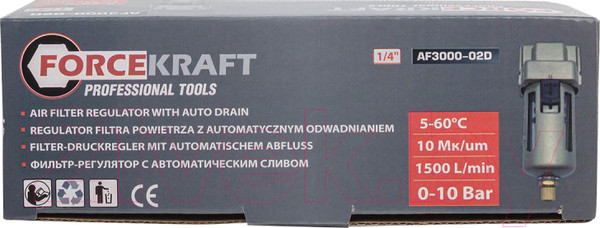 FORCEKRAFT
PROFESSIONAL TOOLS
1/4" AF3000-02D
AIR FILTER REGULATOR WITH AUTO DRAIN
REGULATOR FILTRA POWIETRZA Z AUTOMATYCZNYM ODWADNIANIEM
FILTER-DRUCKREGLER MIT AUTOMATISCHEM ABFLUSS
ФИЛЬТР-РЕГУЛЯТОР С АВТОМАТИЧЕСКИМ СЛИВОМ
5-60°C
10 Мк/um
1500 L/min
0-10 Bar
CE